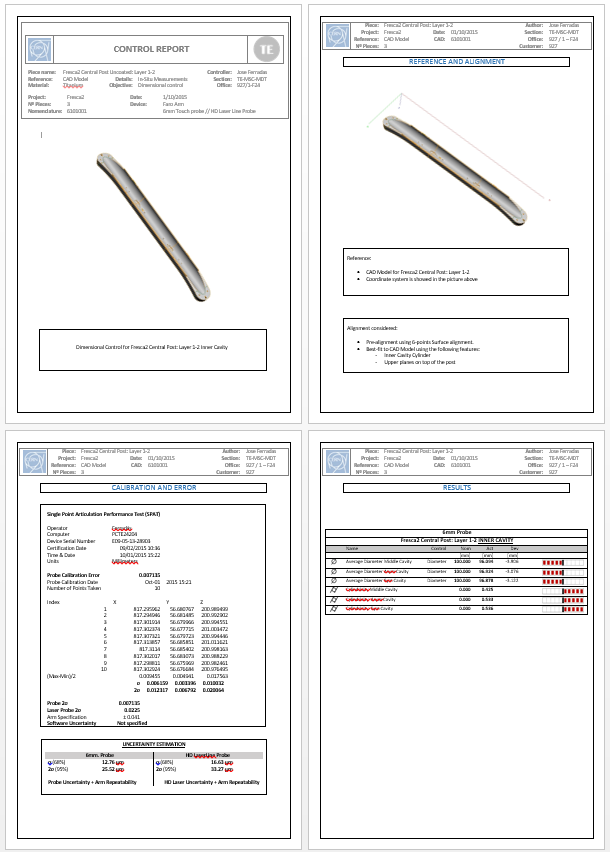 CONTROL REPORT
TE
Piece name: Fresca2 Central Post Uncoated: Layer 1-2 Controller: Jose Ferradas
Reference: CAD Model Details: In-Situ Measurements Section: TE-MSC-MDT
Material: Titanium Objective: Dimensional control Office: 927/1-F24
Project: Fresca2 Date: 1/10/2015
Nº Pieces: 3 Device: Faro Arm
Nomenclature: 6101001 6mm Touch probe // HD Laser Line Probe
Dimensional Control for Fresca2 Central Post: Layer 1-2 Inner Cavity
Piece: Fresca2 Central Post: Layer 1-2 Author: Jose Ferradas
Project: Fresca2 Date: 01/10/2015 Section: TE-MSC-MDT
Reference: CAD Model CAD: 6101001 Office: 927 / 1 – F24
Nº Pieces: 3 Customer: 927
REFERENCE AND ALIGNMENT
Reference:
• CAD Model for Fresca2 Central Post: Layer 1-2
• Coordinate system is showed in the picture above
Alignment considered:
• Pre-alignment using 6-points Surface alignment.
• Best-fit to CAD Model using the following features:
- Inner Cavity Cylinder
- Upper planes on top of the post
Piece: Fresca2 Central Post: Layer 1-2 Author: Jose Ferradas
Project: Fresca2 Date: 01/10/2015 Section: TE-MSC-MDT
Reference: CAD Model CAD: 6101001 Office: 927 / 1 – F24
Nº Pieces: 3 Customer: 927
CALIBRATION AND ERROR
Single Point Articulation Performance Test (SPAT)
Operator
Computer PCTE24204
Device Serial Number E09-05-13-28903
Certification Date 09/02/2015 10:36
Time & Date 10/01/2015 15:22
Units Millimeters
Probe Calibration Error 0.007135
Probe Calibration Date Oct-01 2015 15:21
Number of Points Taken 10
Index X Y Z
1 817.295962 56.680767 200.989499
2 817.294946 56.681485 200.992902
3 817.301914 56.679966 200.994551
4 817.302374 56.677715 201.003472
5 817.307321 56.679723 200.994446
6 817.313857 56.685851 201.011621
7 817.3114 56.685402 200.998163
8 817.302007 56.683073 200.988229
9 817.298811 56.675969 200.982461
10 817.302924 56.676684 200.976495
(Max-Min)/2 0.009455 0.004941 0.017563
σ 0.006159 0.003396 0.010032
2σ 0.012317 0.006792 0.020064
Probe 2σ 0.007135
Laser Probe 2σ 0.0225
Arm Specification ± 0.041
Software Uncertainty Not specified
UNCERTAINTY ESTIMATION
6mm. Probe HD LaserLine Probe
σ (68%) 12.76 μm σ (68%) 16.63 μm
2σ (95%) 25.52 μm 2σ (95%) 33.27 μm
Probe Uncertainty + Arm Repeatability HD Laser Uncertainty + Arm Repeatability
Piece: Fresca2 Central Post: Layer 1-2 Author: Jose Ferradas
Project: Fresca2 Date: 01/10/2015 Section: TE-MSC-MDT
Reference: CAD Model CAD: 6101001 Office: 927 / 1 – F24
Nº Pieces: 3 Customer: 927
RESULTS
6mm Probe
Fresca2 Central Post: Layer 1-2 INNER CAVITY
Name Control Nom Act Dev
[mm] [mm]
Average Diameter Middle Cavity Diameter 100.000 96.094 -3.906
Average Diameter Cavity Diameter 100.000 96.924 -3.076
Average Diameter Cavity Diameter 100.000 96.878 -3.122
Cylindricity Middle Cavity 0.000 0.425
Cylindricity Cavity 0.000 0.533
Cylindricity Cavity 0.000 0.536